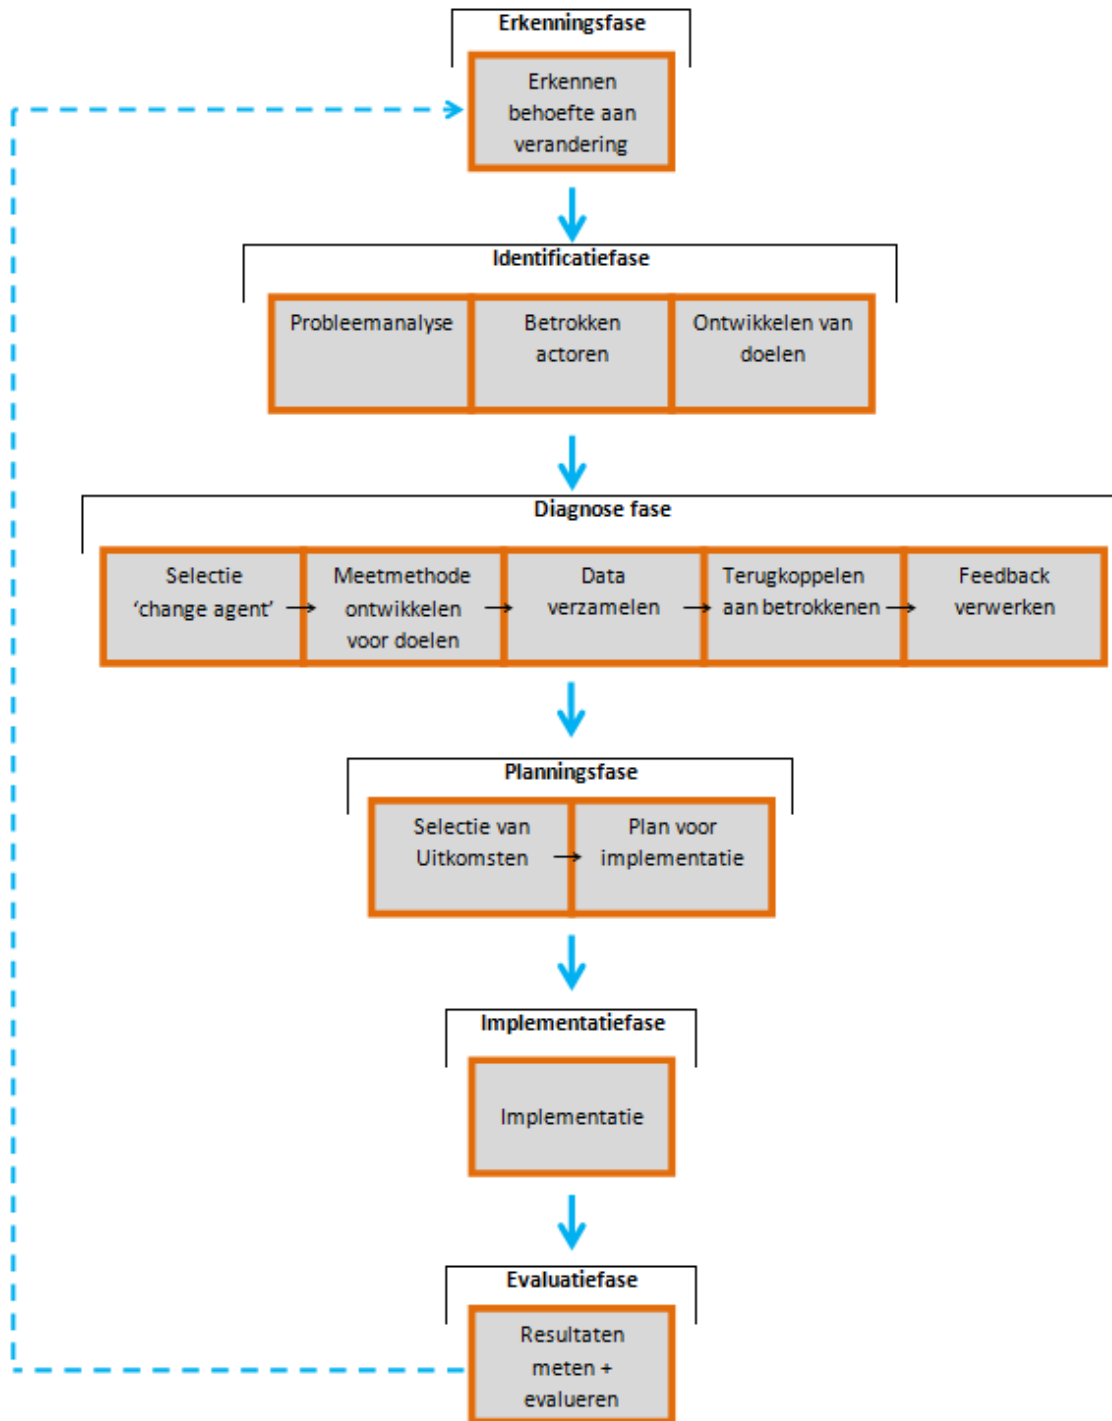 Erkenningsfase
Erkennen
behoefte aan
verandering
Identificatiefase
Probleemanalyse
Betrokken
actoren
Ontwikkelen van
doelen
Diagnose fase
Selectie
‘change agent’
Meetmethode
ontwikkelen
voor doelen
Data
verzamelen
Terugkoppelen
aan betrokkenen
Feedback
verwerken
Planningsfase
Selectie van
Uitkomsten
Plan voor
implementatie
Implementatiefase
Implementatie
Evaluatiefase
Resultaten
meten +
evalueren